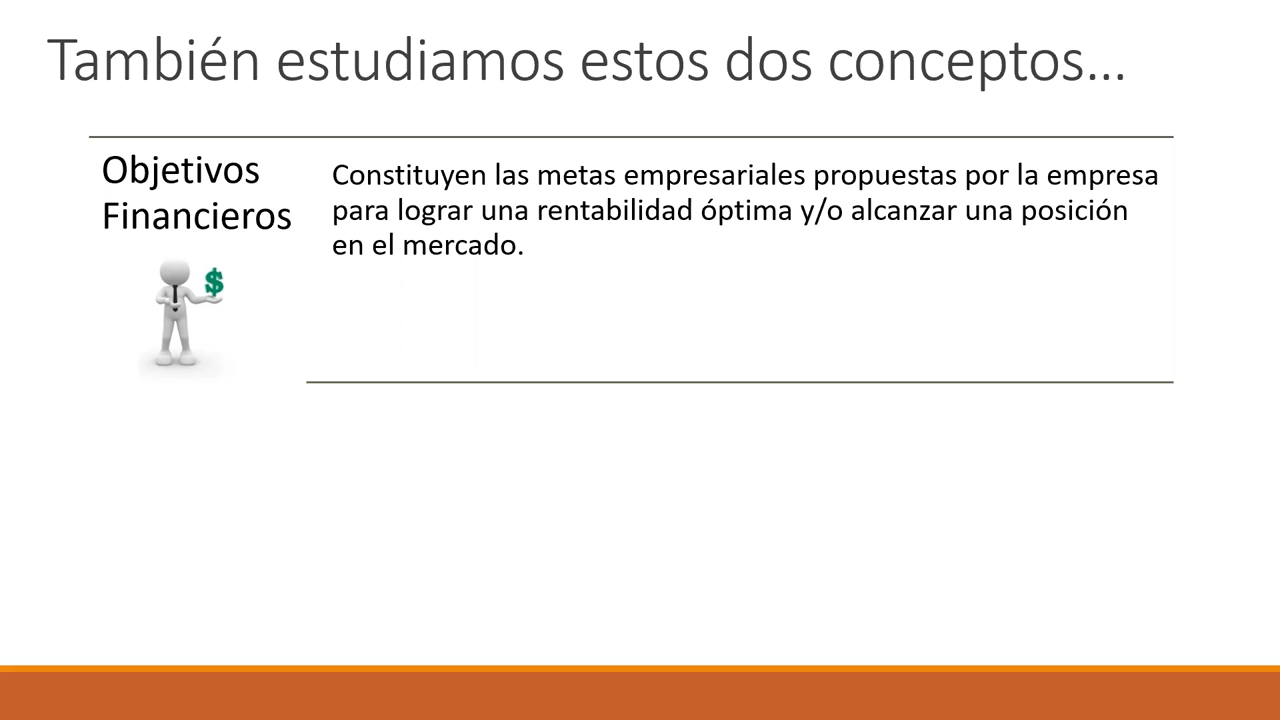 También estudiamos estos dos conceptos...
Objetivos
Financieros
Constituyen las metas empresariales propuestas por la empresa
para lograr una rentabilidad óptima y/o alcanzar una posición
en el mercado.
$